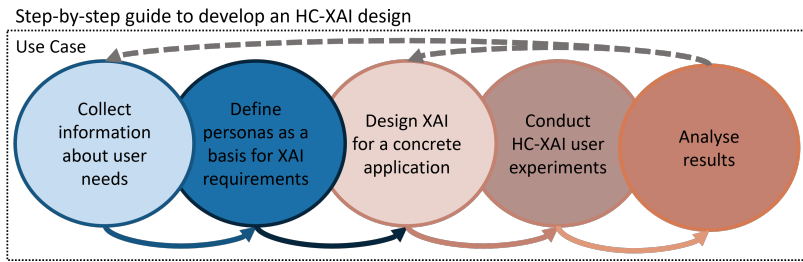 Step-by-step guide to develop an HC-XAI design
Use Case
Collect
information
about user
needs
Define
personas as a
basis for XAI
requirements
Design XAI
for a concrete
application
Conduct
HC-XAI user
experiments
Analyse
results